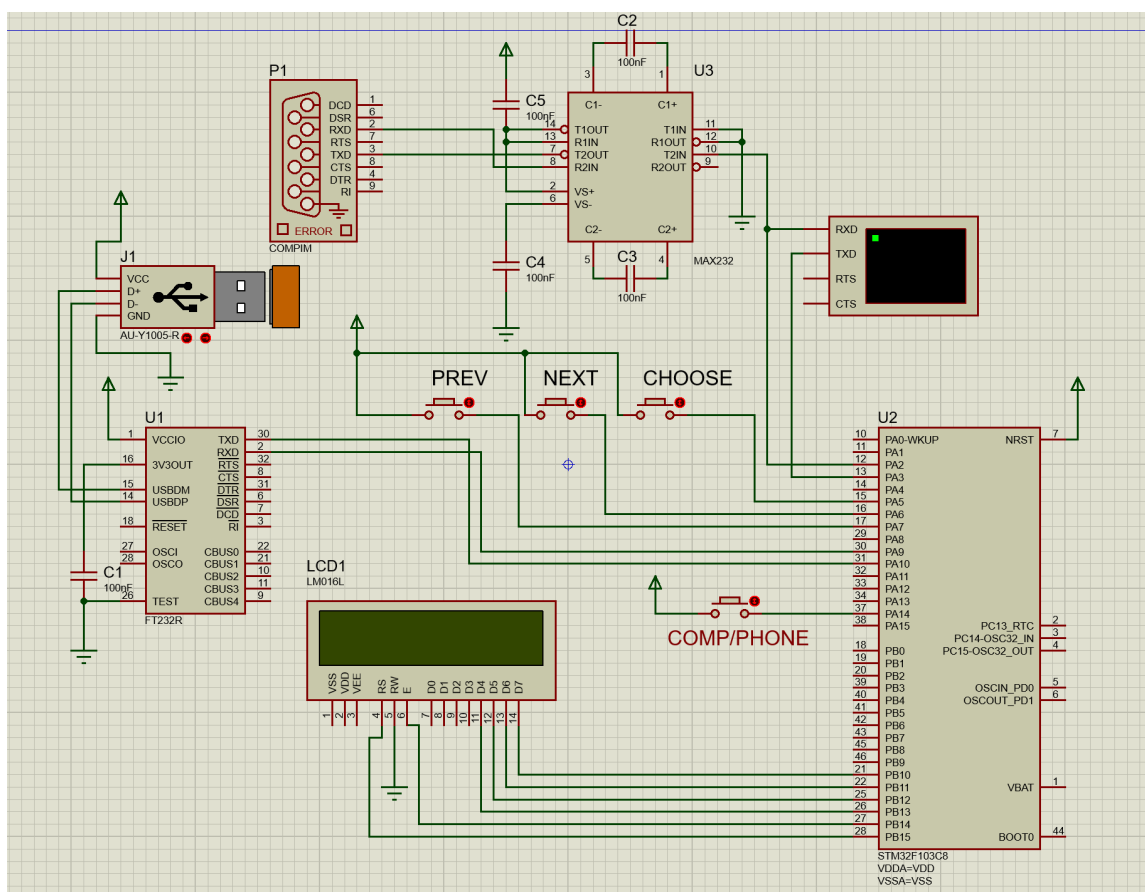 C2
100nF
3
1
U3
C1-
C1+
14
T1OUT
13
R1IN
7
T2OUT
8
R2IN
2
VS+
6
VS-
T1IN
11
R1OUT
12
T2IN
10
R2OUT
9
C2-
C2+
5
4
MAX232
C3
100nF
C5
100nF
C4
100nF
P1
DCD
1
DSR
6
RXD
2
RTS
7
TXD
3
CTS
8
DTR
4
RI
9
ERROR
COMPIM
RXD
TXD
RTS
CTS
J1
VCC
D+
D-
GND
AU-Y1005-R
PREV
NEXT
CHOOSE
U1
1
VCCIO
16
3V3OUT
15
USBDM
14
USBDP
18
RESET
27
OSCI
28
OSCO
26
TEST
TXD
30
RXD
2
RTS
32
CTS
8
DTR
31
DSR
6
DCD
7
RI
3
CBUS0
22
CBUS1
21
CBUS2
10
CBUS3
11
CBUS4
9
FT232R
C1
100nF
LCD1
LM016L
VSS
VDD
VEE
RS
RW
E
D0
D1
D2
D3
D4
D5
D6
D7
1
2
3
4
5
6
7
8
9
10
11
12
13
14
COMP/PHONE
U2
10
PA0-WKUP
11
PA1
12
PA2
13
PA3
14
PA4
15
PA5
16
PA6
17
PA7
29
PA8
30
PA9
31
PA10
32
PA11
33
PA12
34
PA13
37
PA14
38
PA15
18
PB0
19
PB1
20
PB2
39
PB3
40
PB4
41
PB5
42
PB6
43
PB7
45
PB8
46
PB9
21
PB10
22
PB11
25
PB12
26
PB13
27
PB14
28
PB15
NRST
7
PC13_RTC
2
PC14-OSC32_IN
3
PC15-OSC32_OUT
4
OSCIN_PD0
5
OSCOUT_PD1
6
VBAT
1
BOOT0
44
STM32F103C8
VDDA=VDD
VSSA=VSS